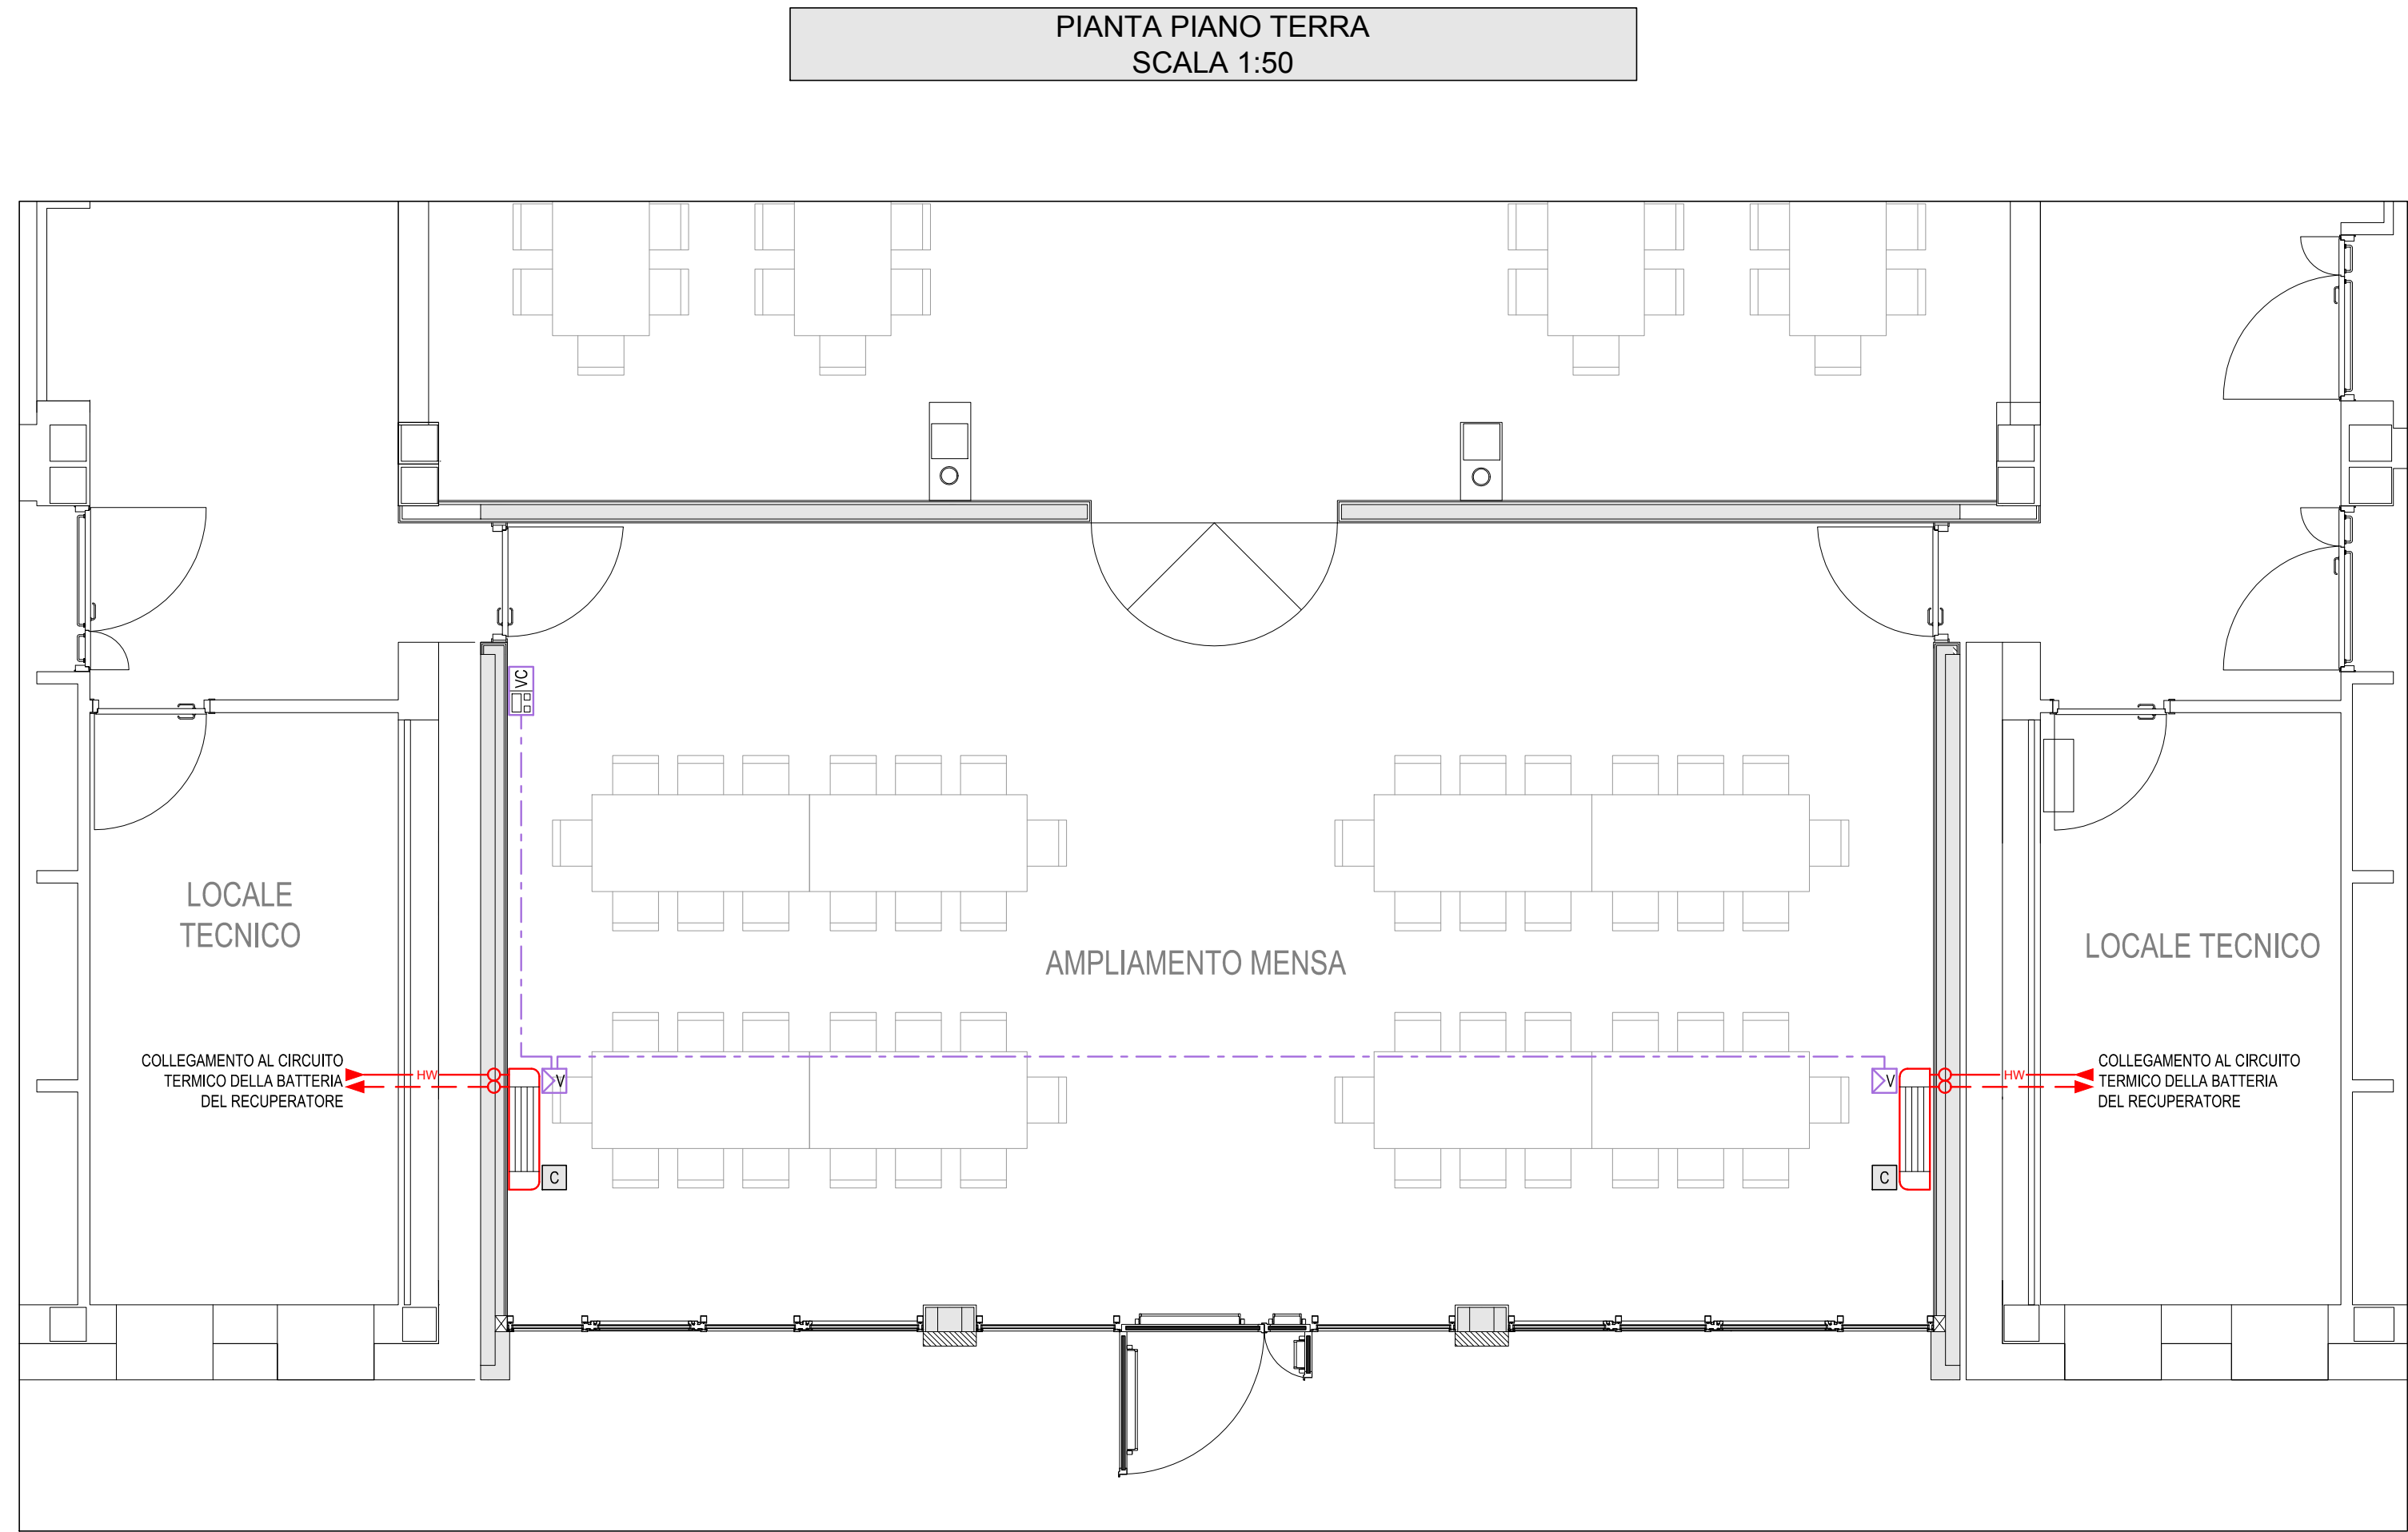 PIANTA PIANO TERRA
SCALA 1:50
VC
LOCALE
TECNICO
AMPLIAMENTO MENSA
LOCALE TECNICO
COLLEGAMENTO AL CIRCUITO
TERMICO DELLA BATTERIA
DEL RECUPERATORE
HW
V
C
V
C
HW
COLLEGAMENTO AL CIRCUITO
TERMICO DELLA BATTERIA
DEL RECUPERATORE